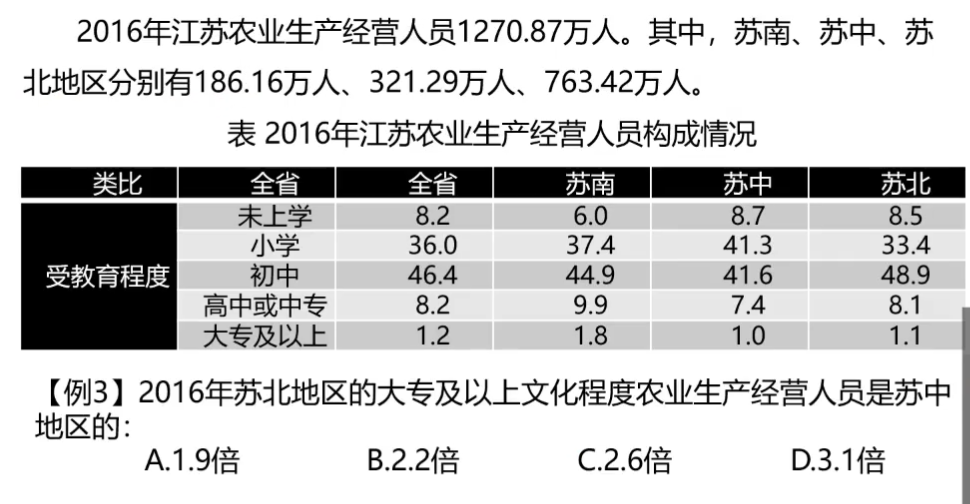 2016年江苏农业生产经营人员1270.87万人。其中，苏南、苏中、苏
北地区分别有186.16万人、321.29万人、763.42万人。
表 2016年江苏农业生产经营人员构成情况
类比 全省 全省 苏南 苏中 苏北
未上学 8.2 6.0 8.7 8.5
小学 36.0 37.4 41.3 33.4
受教育程度 初中 46.4 44.9 41.6 48.9
高中或中专 8.2 9.9 7.4 8.1
大专及以上 1.2 1.8 1.0 1.1
【例3】2016年苏北地区的大专及以上文化程度农业生产经营人员是苏中
地区的：
A.1.9倍 B.2.2倍 C.2.6倍 D.3.1倍